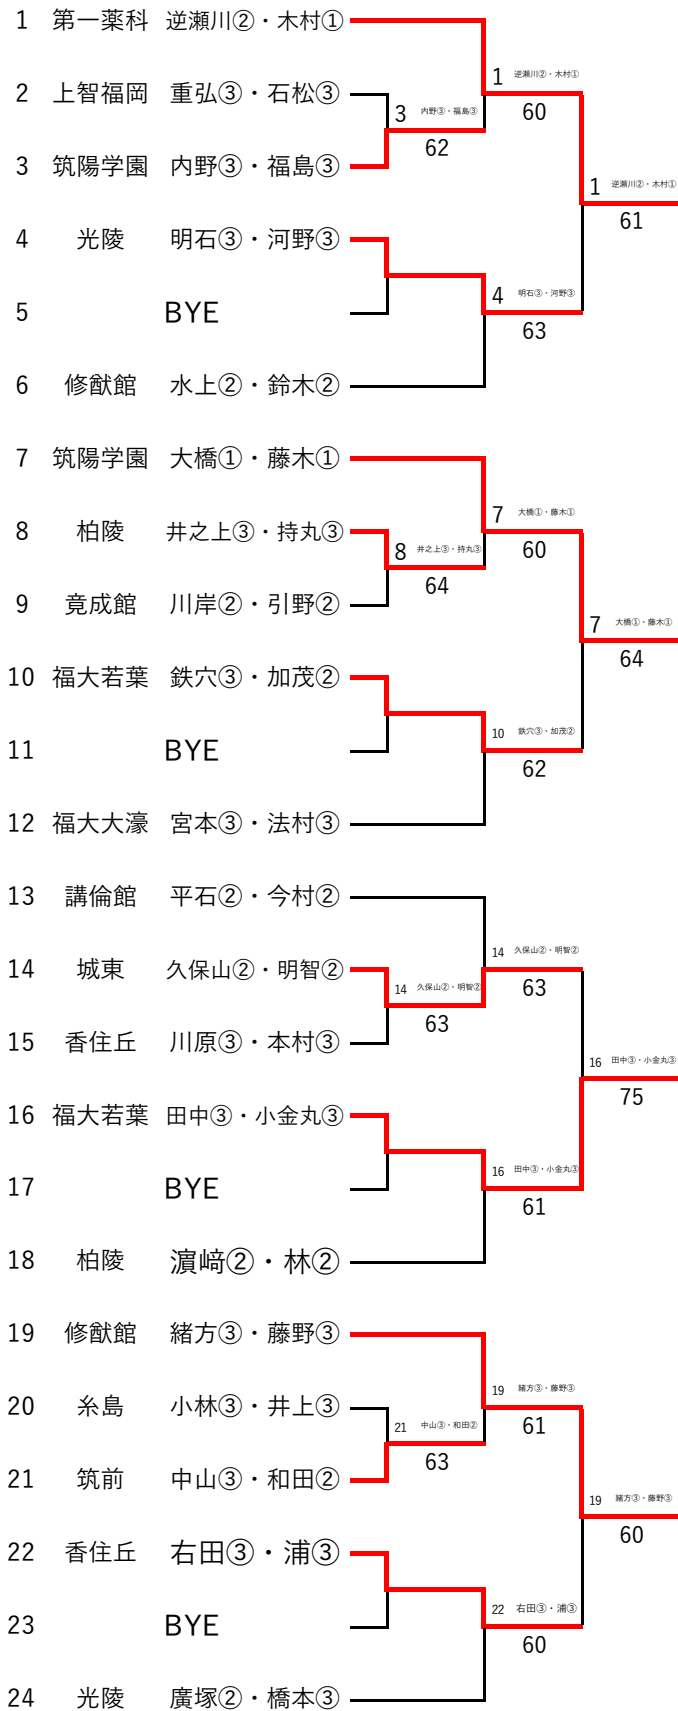 1 第一薬科 逆瀬川②・木村①
1 逆瀬川②・木村①
2 上智福岡 重弘③・石松③
60
3 内野③・福島③
62
3 筑陽学園 内野③・福島③
1 逆瀬川②・木村①
61
4 光陵 明石③・河野③
4 明石③・河野③
5 BYE
63
6 修猷館 水上②・鈴木②
7 筑陽学園 大橋①・藤木①
7 大橋①・藤木①
8 柏陵 井之上③・持丸③
60
8 井之上③・持丸③
64
9 竟成館 川岸②・引野②
7 大橋①・藤木①
64
10 福大若葉 鉄穴③・加茂②
10 鉄穴③・加茂②
11 BYE
62
12 福大大濠 宮本③・法村③
13 講倫館 平石②・今村②
14 久保山②・明智②
14 城東 久保山②・明智②
63
14 久保山②・明智②
63
15 香住丘 川原③・本村③
16 田中③・小金丸③
75
16 福大若葉 田中③・小金丸③
16 田中③・小金丸③
17 BYE
61
18 柏陵 濵﨑②・林②
19 修猷館 緒方③・藤野③
19 緒方③・藤野③
20 糸島 小林③・井上③
61
21 中山③・和田②
63
21 筑前 中山③・和田②
19 緒方③・藤野③
60
22 香住丘 右田③・浦③
22 右田③・浦③
23 BYE
60
24 光陵 廣塚②・橋本③